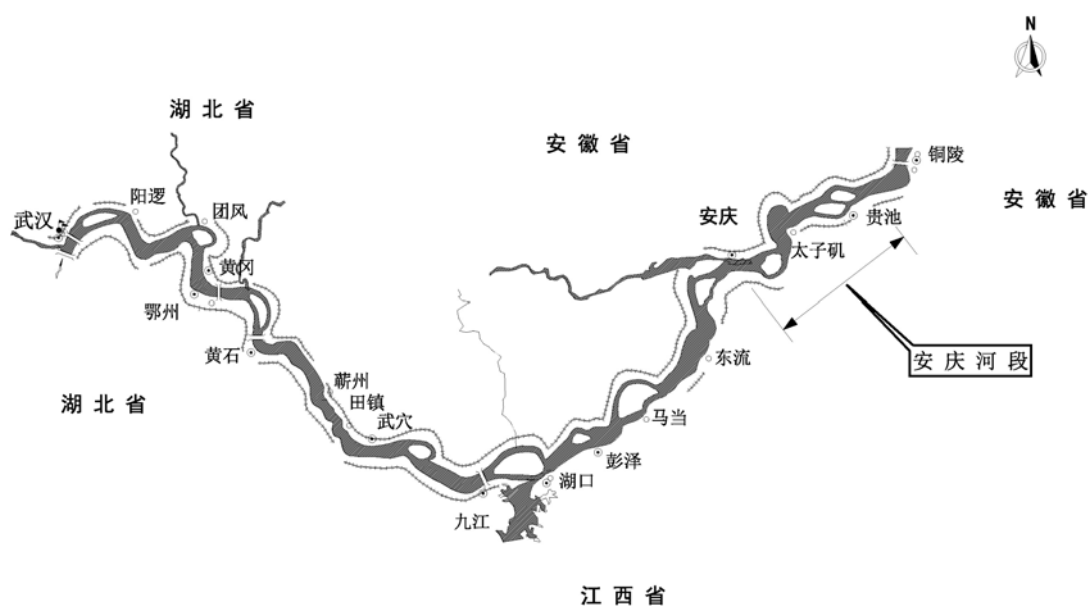 N
湖 北 省
安 徽 省
铜陵
安 徽 省
阳逻
团风
武汉
安庆
贵池
太子矶
黄冈
鄂州
黄石
东流
安 庆 河 段
蕲州
湖 北 省
田镇
武穴
马当
彭泽
湖口
九江
江 西 省